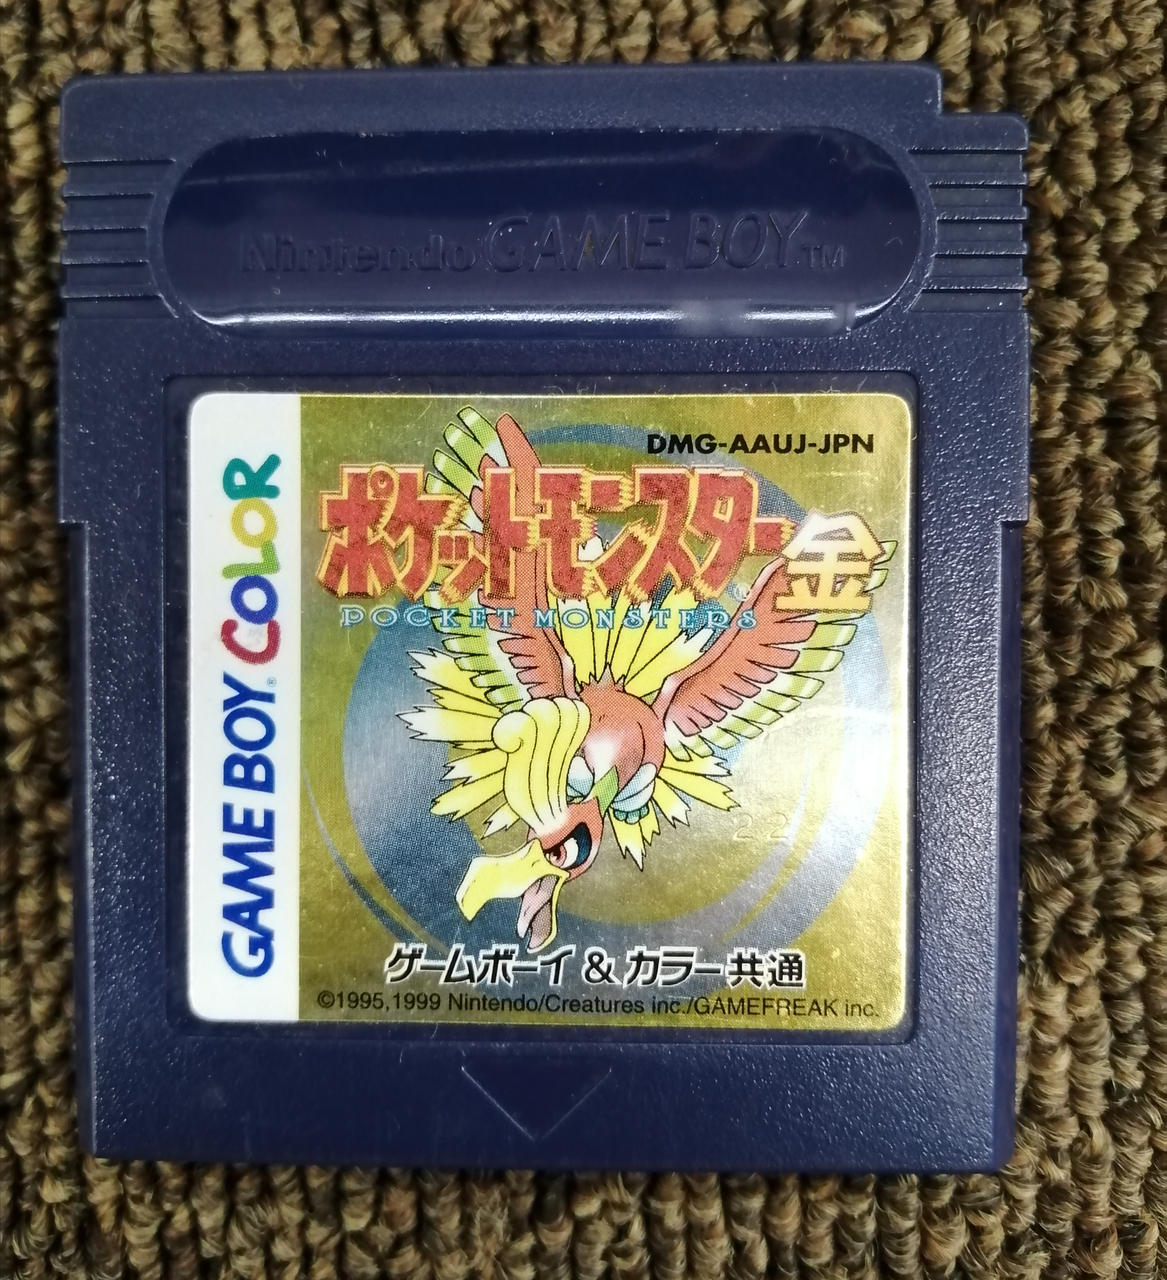 Nintendo GAME BOY TM
GAME BOY® COLOR
DMG-AAUJ-JPN
ポケットモンスター 金
POCKET MONSTERS
22
ゲームボーイ & カラー 共通
©1995,1999 Nintendo/Creatures inc./GAMEFREAK inc.